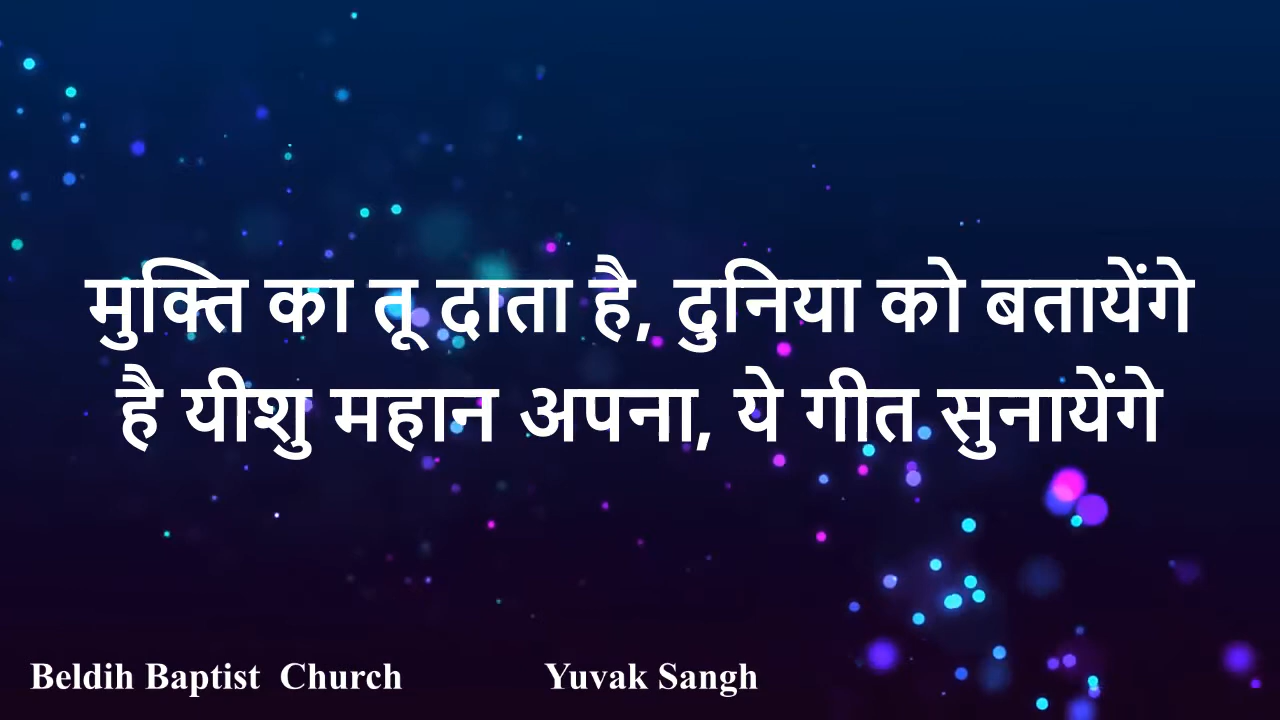 मुक्ति का तू दाता है, दुनिया को बतायेंगे
है यीशु महान अपना, ये गीत सुनायेंगे
Beldih Baptist  Church
Yuvak Sangh